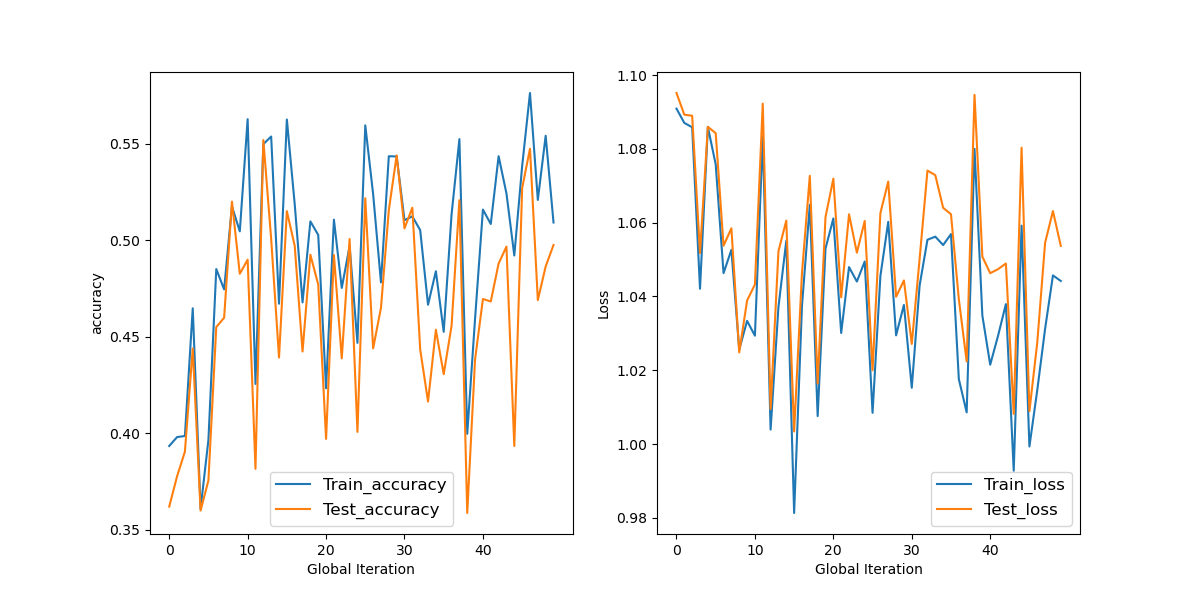 accuracy
0.55
0.50
0.45
0.40
0.35
0
10
20
30
40
Global Iteration
Train_accuracy
Test_accuracy
Loss
1.10
1.08
1.06
1.04
1.02
1.00
0.98
0
10
20
30
40
Global Iteration
Train_loss
Test_loss